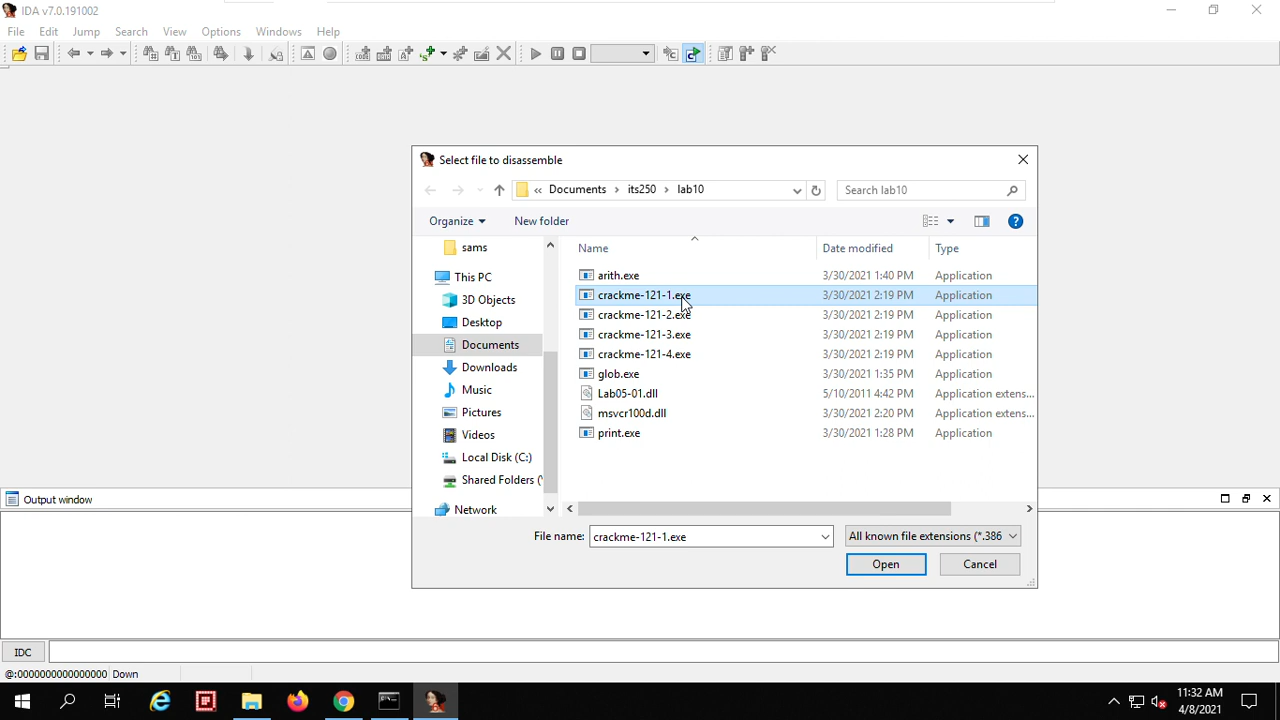 IDA v7.0.191002
File Edit Jump Search View Options Windows Help
Select file to disassemble
« Documents › its250 › lab10
Search lab10
Organize
New folder
Name
Date modified
Type
sams
This PC
3D Objects
Desktop
Documents
Downloads
Music
Pictures
Videos
Local Disk (C:)
Shared Folders (
Network
arith.exe 3/30/2021 1:40 PM Application
crackme-121-1.exe 3/30/2021 2:19 PM Application
crackme-121-2.exe 3/30/2021 2:19 PM Application
crackme-121-3.exe 3/30/2021 2:19 PM Application
crackme-121-4.exe 3/30/2021 2:19 PM Application
glob.exe 3/30/2021 1:35 PM Application
Lab05-01.dll 5/10/2011 4:42 PM Application extens...
msvcr100d.dll 3/30/2021 2:20 PM Application extens...
print.exe 3/30/2021 1:28 PM Application
File name: crackme-121-1.exe
All known file extensions (*.386
Open
Cancel
Output window
IDC
@:0000000000000000 Down
11:32 AM
4/8/2021